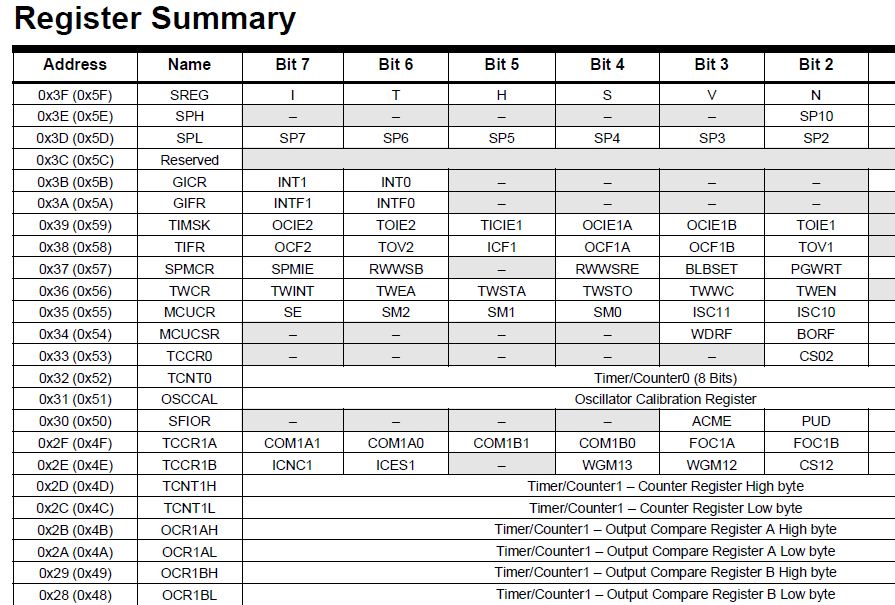 Register Summary
Address Name Bit 7 Bit 6 Bit 5 Bit 4 Bit 3 Bit 2
0x3F (0x5F) SREG I T H S V N
0x3E (0x5E) SPH – – – – – SP10
0x3D (0x5D) SPL SP7 SP6 SP5 SP4 SP3 SP2
0x3C (0x5C) Reserved
0x3B (0x5B) GICR INT1 INT0 – – – –
0x3A (0x5A) GIFR INTF1 INTF0 – – – –
0x39 (0x59) TIMSK OCIE2 TOIE2 TICIE1 OCIE1A OCIE1B TOIE1
0x38 (0x58) TIFR OCF2 TOV2 ICF1 OCF1A OCF1B TOV1
0x37 (0x57) SPMCR SPMIE RWWSB – RWWSRE BLBSET PGWRT
0x36 (0x56) TWCR TWINT TWEA TWSTA TWSTO TWWC TWEN
0x35 (0x55) MCUCR SE SM2 SM1 SM0 ISC11 ISC10
0x34 (0x54) MCUCSR – – – – WDRF BORF
0x33 (0x53) TCCR0 – – – – – CS02
0x32 (0x52) TCNT0 Timer/Counter0 (8 Bits)
0x31 (0x51) OSCCAL Oscillator Calibration Register
0x30 (0x50) SFIOR – – – – ACME PUD
0x2F (0x4F) TCCR1A COM1A1 COM1A0 COM1B1 COM1B0 FOC1A FOC1B
0x2E (0x4E) TCCR1B ICNC1 ICES1 – WGM13 WGM12 CS12
0x2D (0x4D) TCNT1H Timer/Counter1 – Counter Register High byte
0x2C (0x4C) TCNT1L Timer/Counter1 – Counter Register Low byte
0x2B (0x4B) OCR1AH Timer/Counter1 – Output Compare Register A High byte
0x2A (0x4A) OCR1AL Timer/Counter1 – Output Compare Register A Low byte
0x29 (0x49) OCR1BH Timer/Counter1 – Output Compare Register B High byte
0x28 (0x48) OCR1BL Timer/Counter1 – Output Compare Register B Low byte